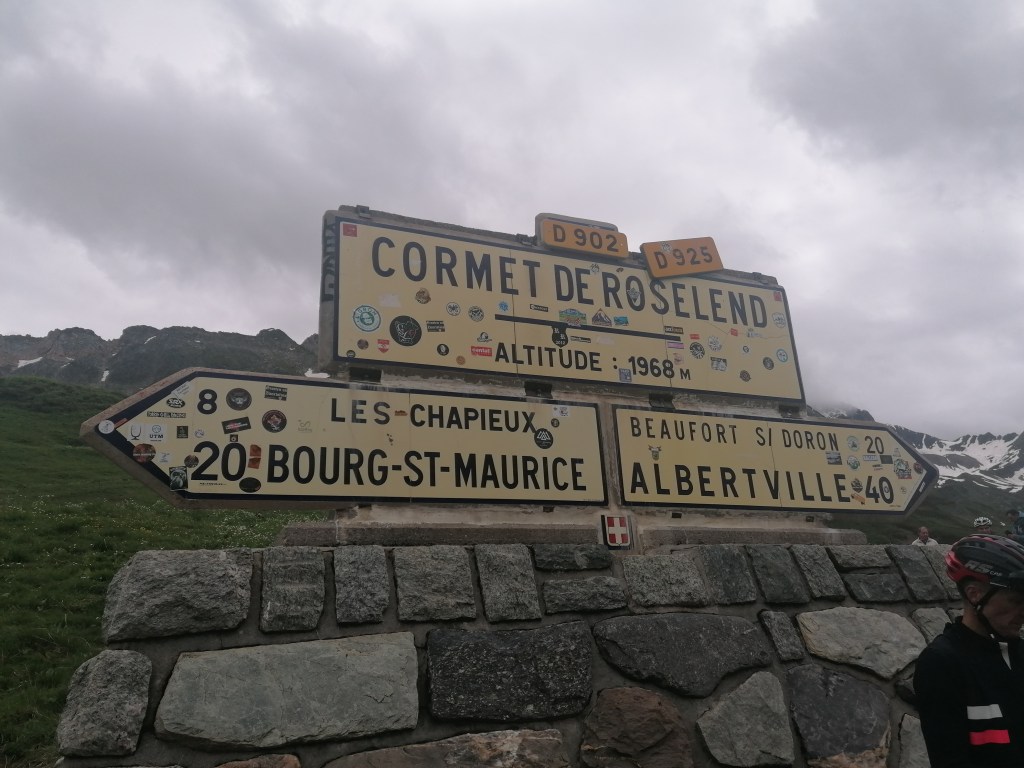 D 902
D 925
CORMET DE ROSELEND
ALTITUDE : 1968 M
8 LES CHAPIEUX
20 BOURG-ST-MAURICE
BEAUFORT S/ DORON 20
ALBERTVILLE 40
UTM